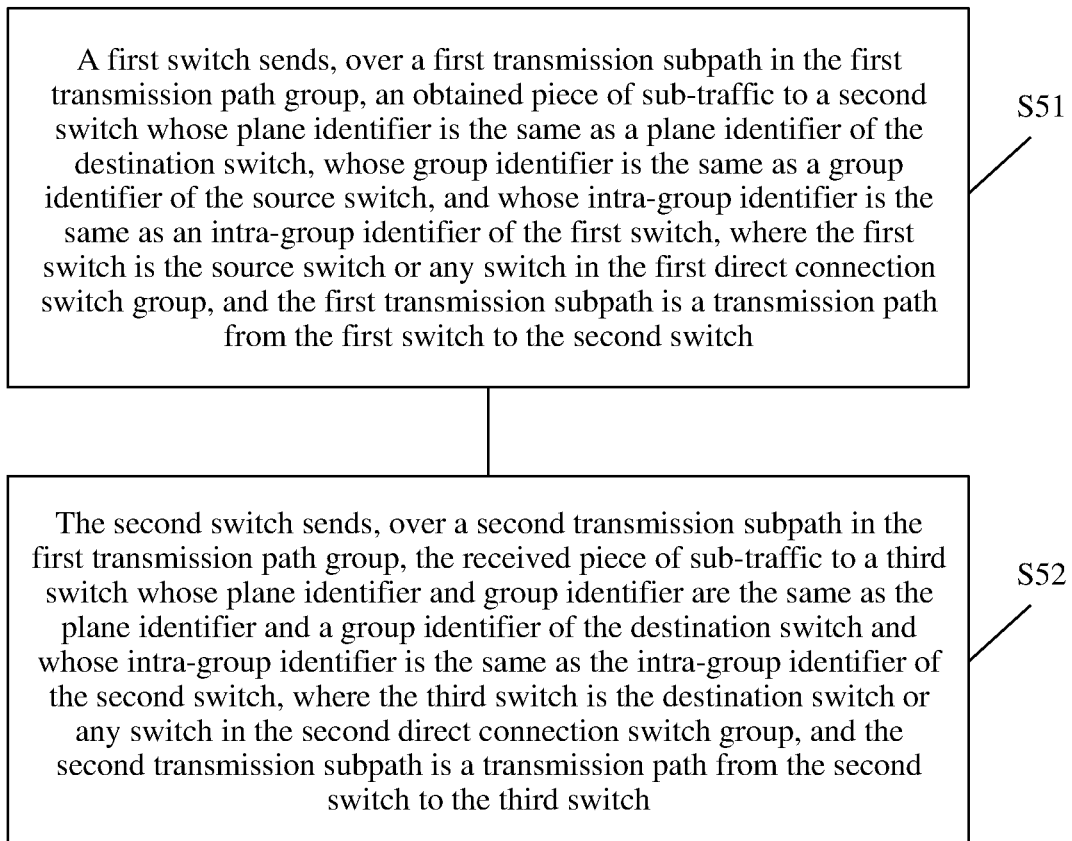 A first switch sends, over a first transmission subpath in the first
transmission path group, an obtained piece of sub-traffic to a second
switch whose plane identifier is the same as a plane identifier of the
destination switch, whose group identifier is the same as a group
identifier of the source switch, and whose intra-group identifier is the
same as an intra-group identifier of the first switch, where the first
switch is the source switch or any switch in the first direct connection
switch group, and the first transmission subpath is a transmission path
from the first switch to the second switch
S51
The second switch sends, over a second transmission subpath in the
first transmission path group, the received piece of sub-traffic to a third
switch whose plane identifier and group identifier are the same as the
plane identifier and a group identifier of the destination switch and
whose intra-group identifier is the same as the intra-group identifier of
the second switch, where the third switch is the destination switch or
any switch in the second direct connection switch group, and the
second transmission subpath is a transmission path from the second
switch to the third switch
S52